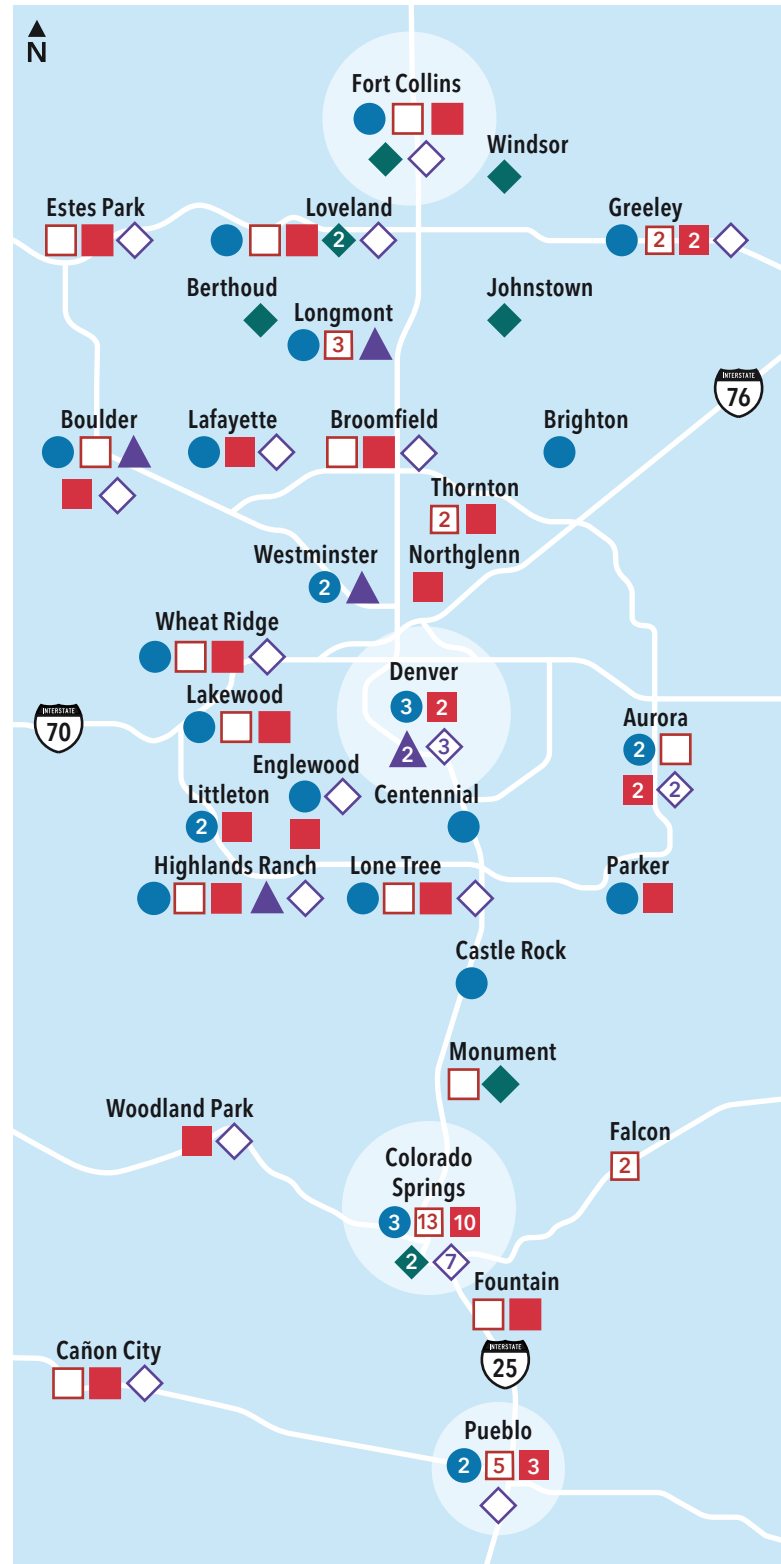 N
Fort Collins
Windsor
Estes Park
Loveland
Greeley
2
2
2
Berthoud
Longmont
Johnstown
3
INTERSTATE
76
Boulder
Lafayette
Broomfield
Brighton
Thornton
2
Westminster
Northglenn
2
Wheat Ridge
Denver
Lakewood
3
2
INTERSTATE
70
Aurora
2
3
2
Englewood
Littleton
Centennial
2
2
2
Highlands Ranch
Lone Tree
Parker
Castle Rock
Monument
Woodland Park
Falcon
2
Colorado
Springs
3
13
10
2
7
Fountain
INTERSTATE
25
Cañon City
Pueblo
2
5
3